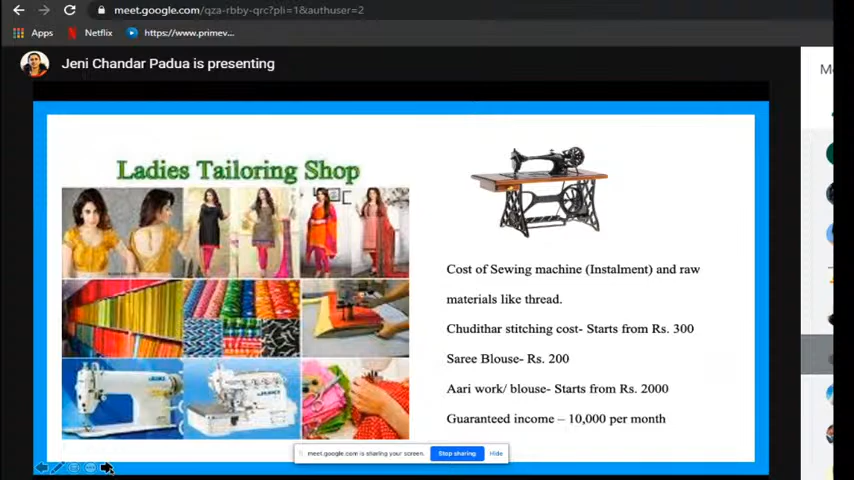 meet.google.com/qza-rbby-qrc?pli=1&authuser=2
Apps Netflix https://www.primev...
Jeni Chandar Padua is presenting
Ladies Tailoring Shop
Cost of Sewing machine (Instalment) and raw
materials like thread.
Chudithar stitching cost- Starts from Rs. 300
Saree Blouse- Rs. 200
Aari work/ blouse- Starts from Rs. 2000
Guaranteed income – 10,000 per month
meet.google.com is sharing your screen. Stop sharing Hide